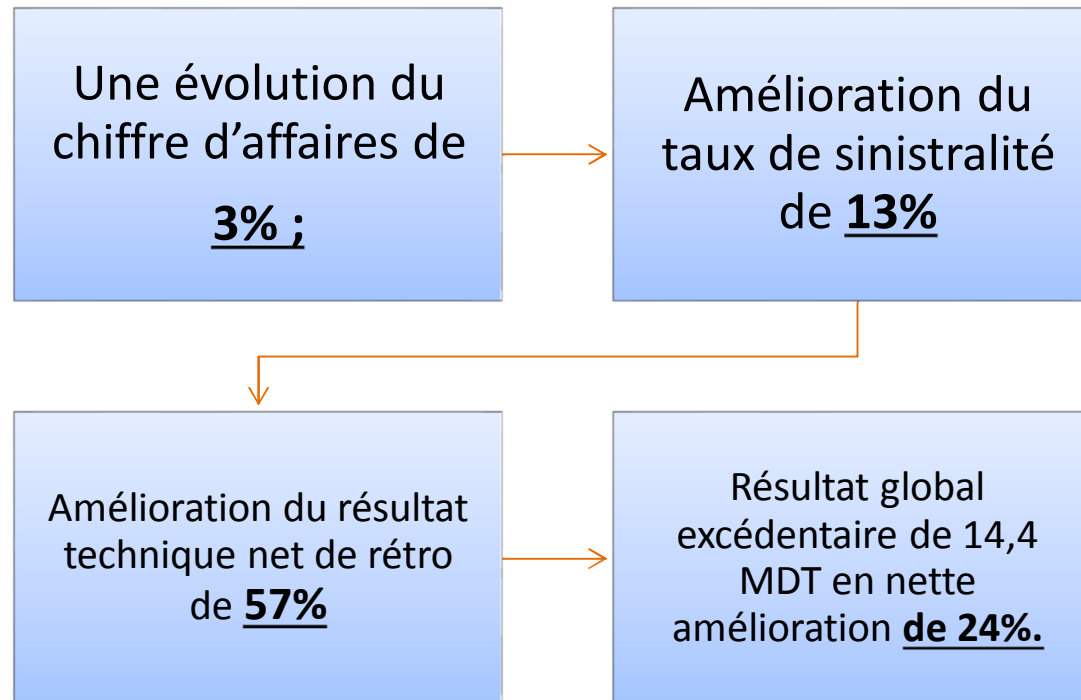 Une évolution du
chiffre d’affaires de
3% ;
Amélioration du
taux de sinistralité
de 13%
Amélioration du résultat
technique net de rétro
de 57%
Résultat global
excédentaire de 14,4
MDT en nette
amélioration de 24%.